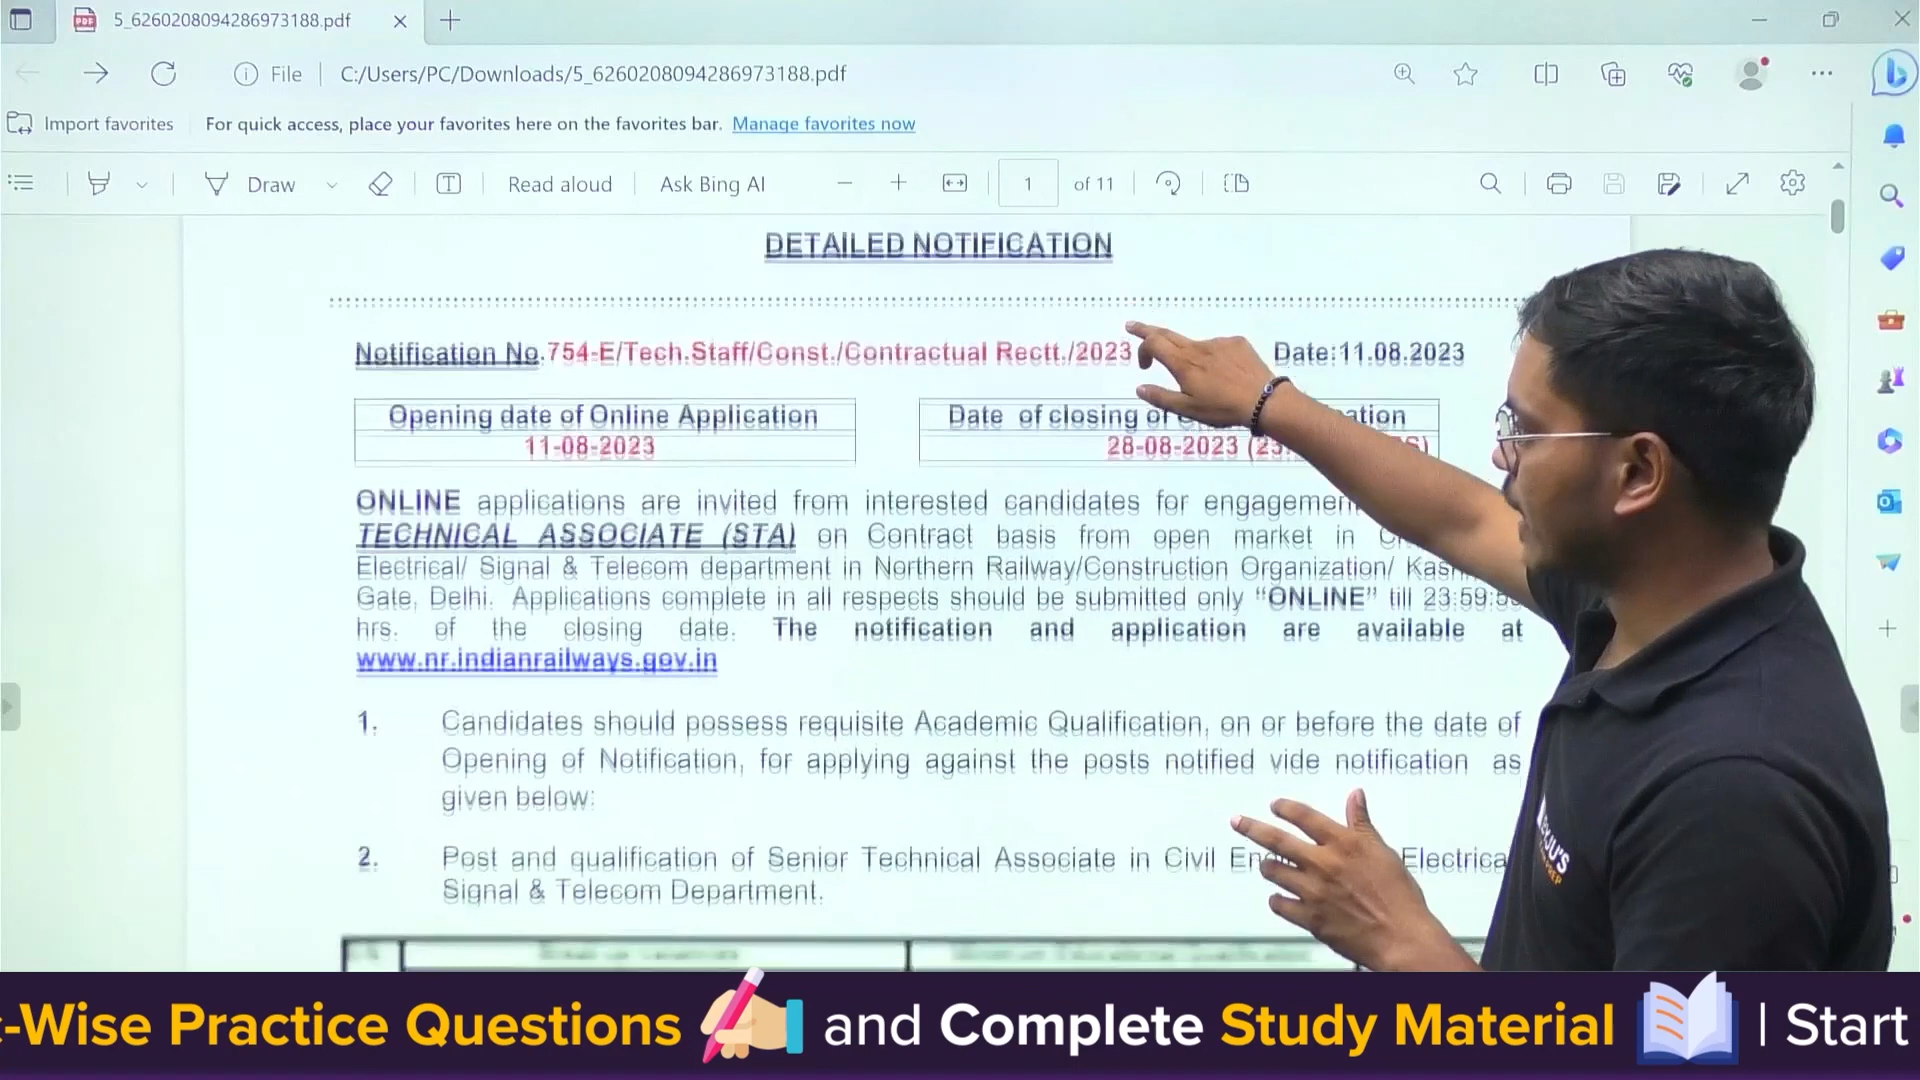 5_6260208094286973188.pdf
File
C:/Users/PC/Downloads/5_6260208094286973188.pdf
Import favorites
For quick access, place your favorites here on the favorites bar. Manage favorites now
Draw
Read aloud
Ask Bing AI
1 of 11
DETAILED NOTIFICATION
Notification No.754-E/Tech.Staff/Const./Contractual Rectt./2023 Date:11.08.2023
Opening date of Online Application
11-08-2023
Date of closing of
28-08-2023
ONLINE applications are invited from interested candidates for
TECHNICAL ASSOCIATE (STA) on Contract basis from open market in
Electrical/ Signal & Telecom department in Northern Railway/Construction Organization/
Gate, Delhi. Applications complete in all respects should be submitted only “ONLINE” till
hrs. of the closing date. The notification and application are available at
www.nr.indianrailways.gov.in
1. Candidates should possess requisite Academic Qualification, on or before the date of
Opening of Notification, for applying against the posts notified vide notification as
given below:
2. Post and qualification of Senior Technical Associate in Civil
Signal & Telecom Department.
BYJU'S
-Wise Practice Questions and Complete Study Material | Start